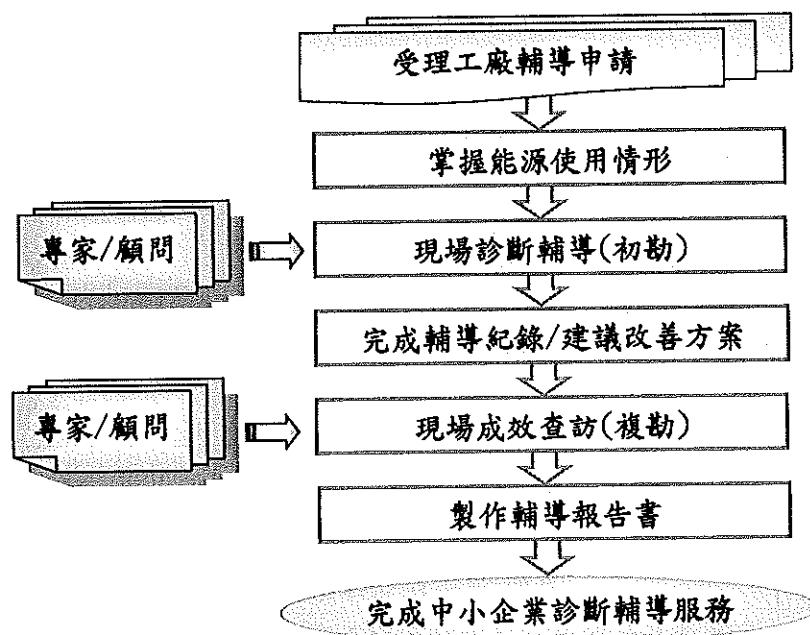 受理工廠輔導申請
掌握能源使用情形
專家/顧問
現場診斷輔導(初勘)
完成輔導紀錄/建議改善方案
專家/顧問
現場成效查訪(複勘)
製作輔導報告書
完成中小企業診斷輔導服務